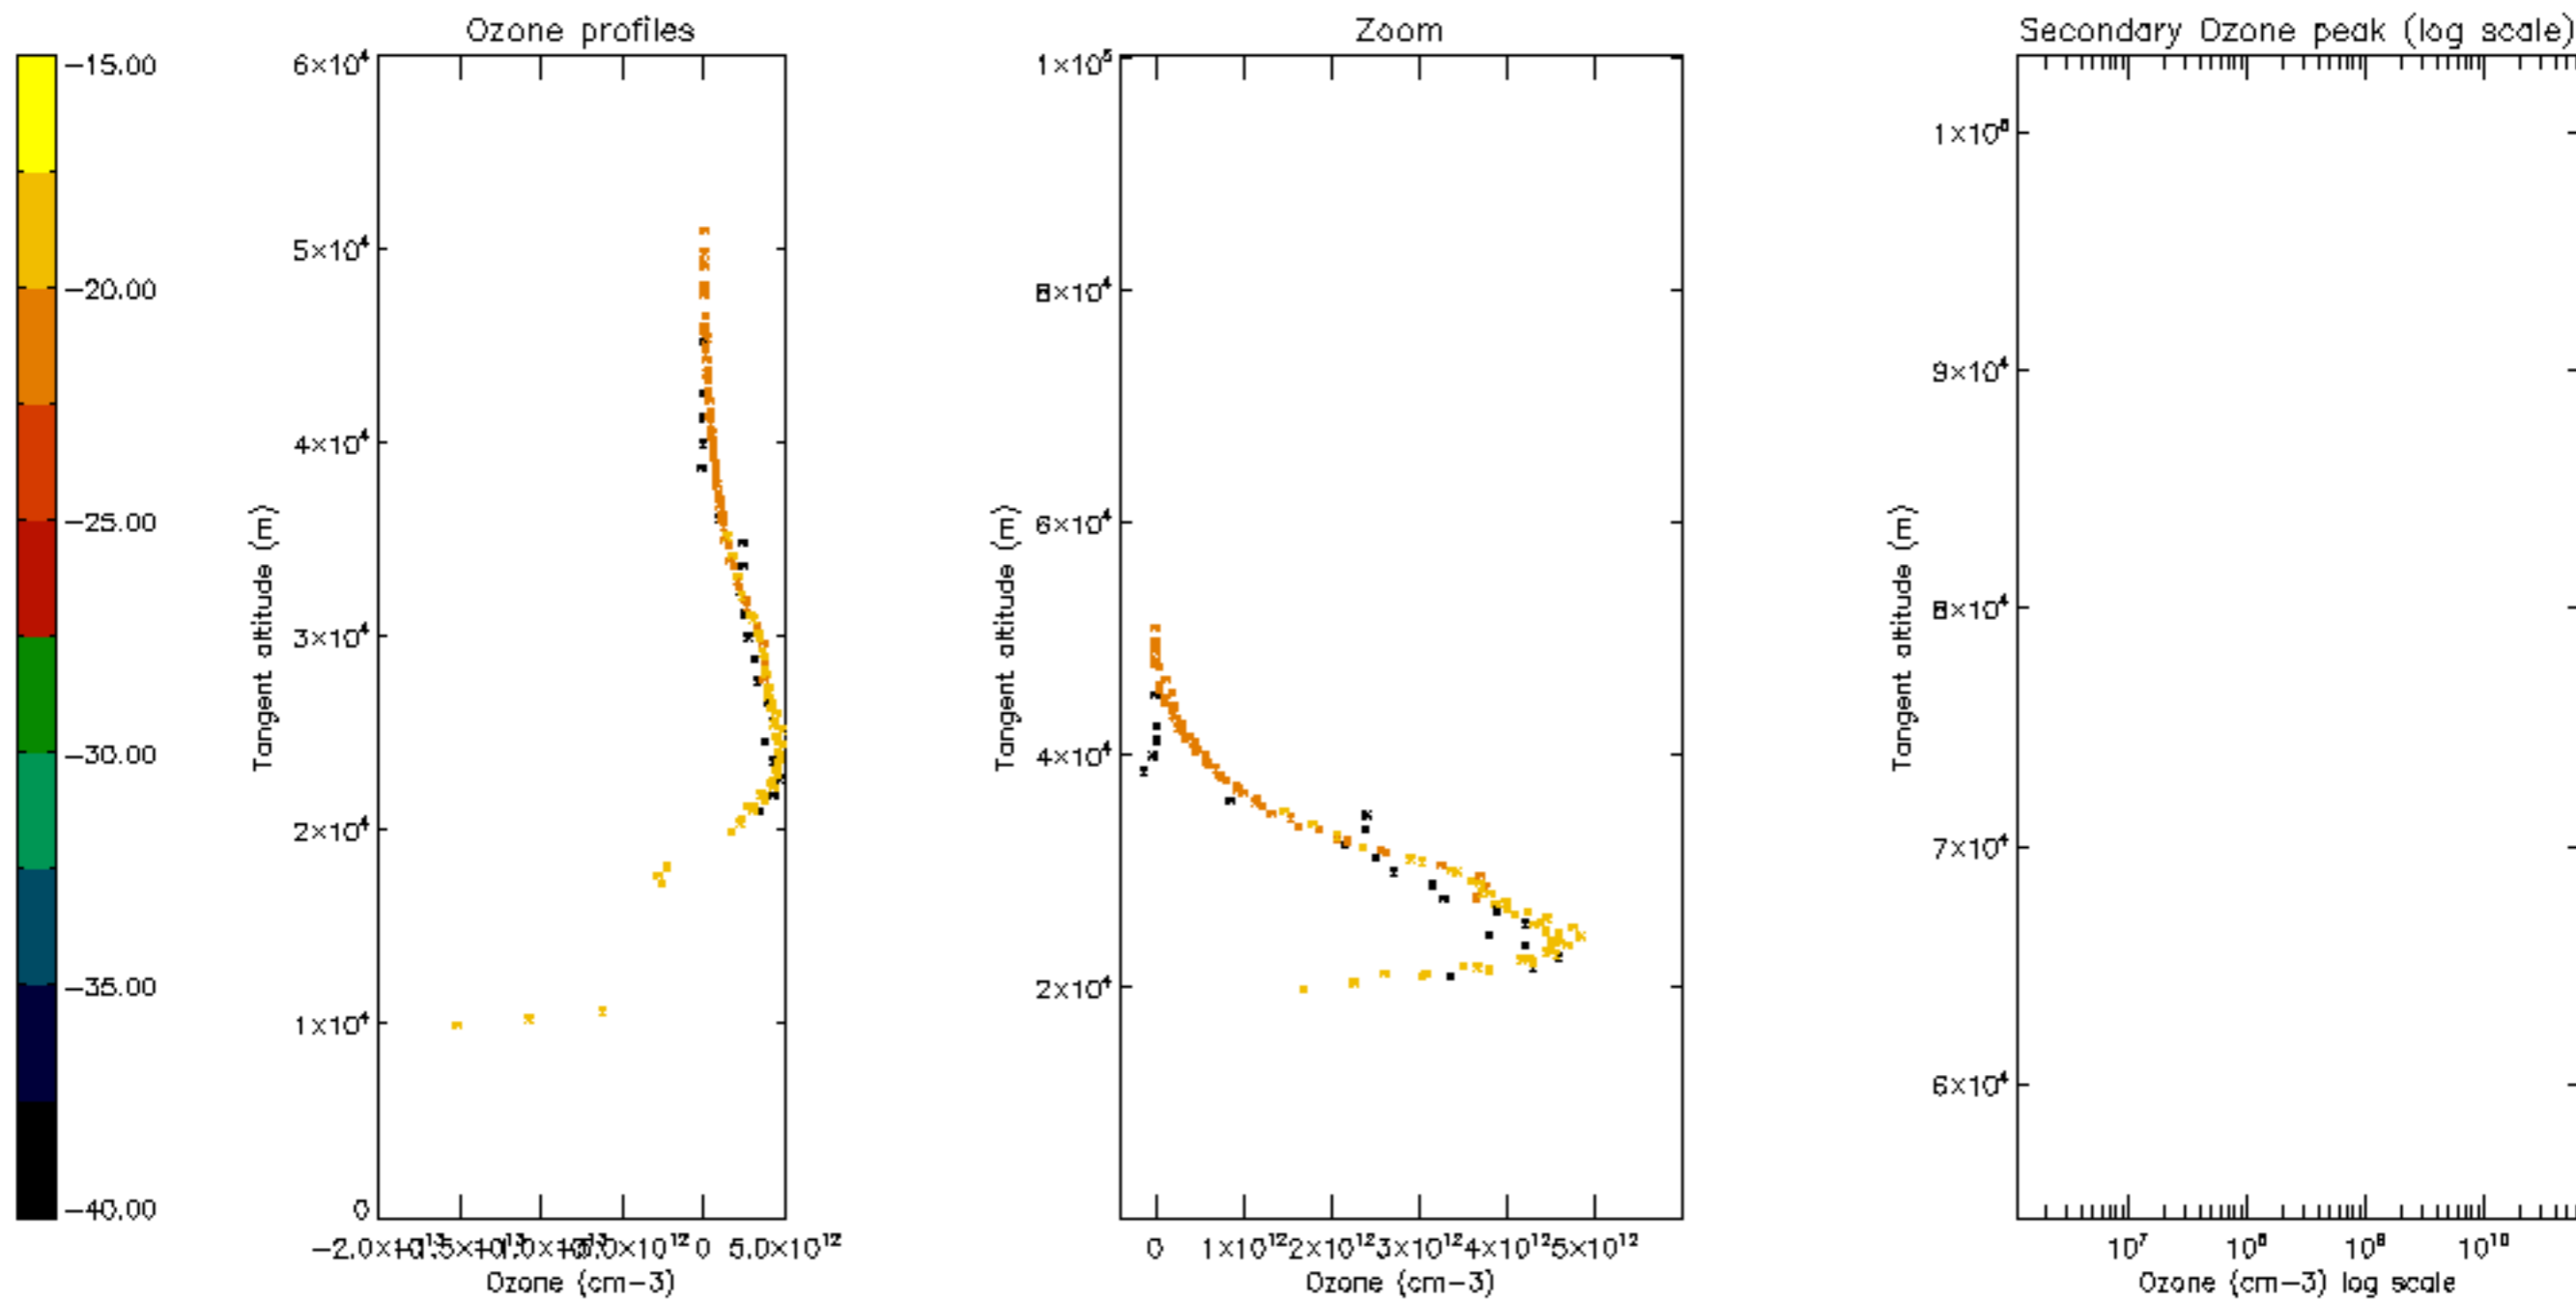 Ozone profiles
Zoom
Secondary Ozone peak (log scale)
-15.00
-20.00
-25.00
-30.00
-35.00
-40.00
Tangent altitude (m)
6×10⁴
5×10⁴
4×10⁴
3×10⁴
2×10⁴
1×10⁴
0
0 5.0×10¹²
Ozone (cm-3)
Tangent altitude (m)
1×10⁵
8×10⁴
6×10⁴
4×10⁴
2×10⁴
0 1×10¹² 2×10¹² 3×10¹² 4×10¹² 5×10¹²
Ozone (cm-3)
Tangent altitude (m)
9×10⁴
8×10⁴
7×10⁴
6×10⁴
10⁷ 10⁸ 10⁹ 10¹⁰
Ozone (cm-3) log scale